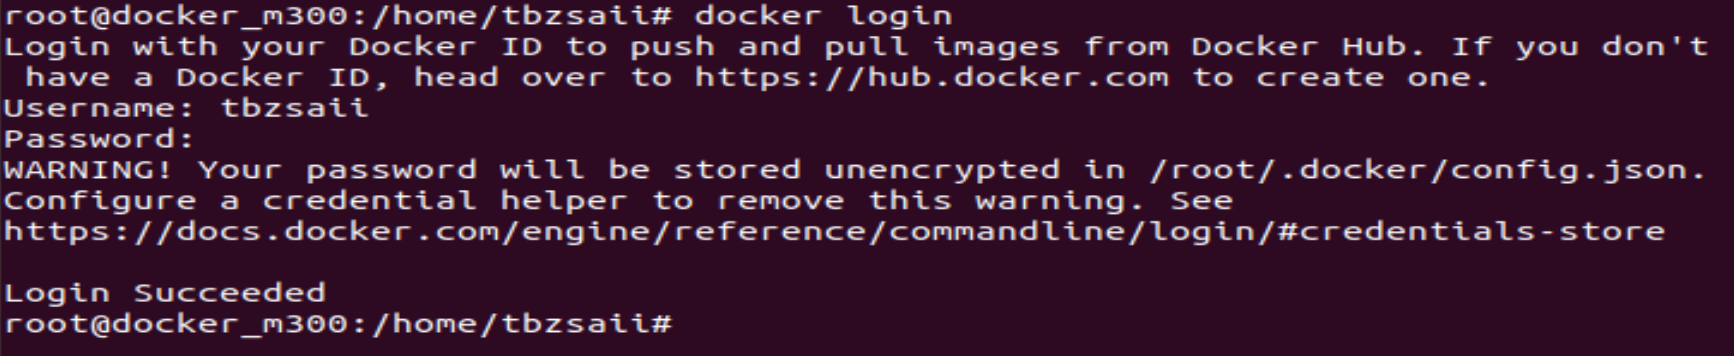 root@docker_m300:/home/tbzsaii# docker login
Login with your Docker ID to push and pull images from Docker Hub. If you don't
 have a Docker ID, head over to https://hub.docker.com to create one.
Username: tbzsaii
Password:
WARNING! Your password will be stored unencrypted in /root/.docker/config.json.
Configure a credential helper to remove this warning. See
https://docs.docker.com/engine/reference/commandline/login/#credentials-store
Login Succeeded
root@docker_m300:/home/tbzsaii#